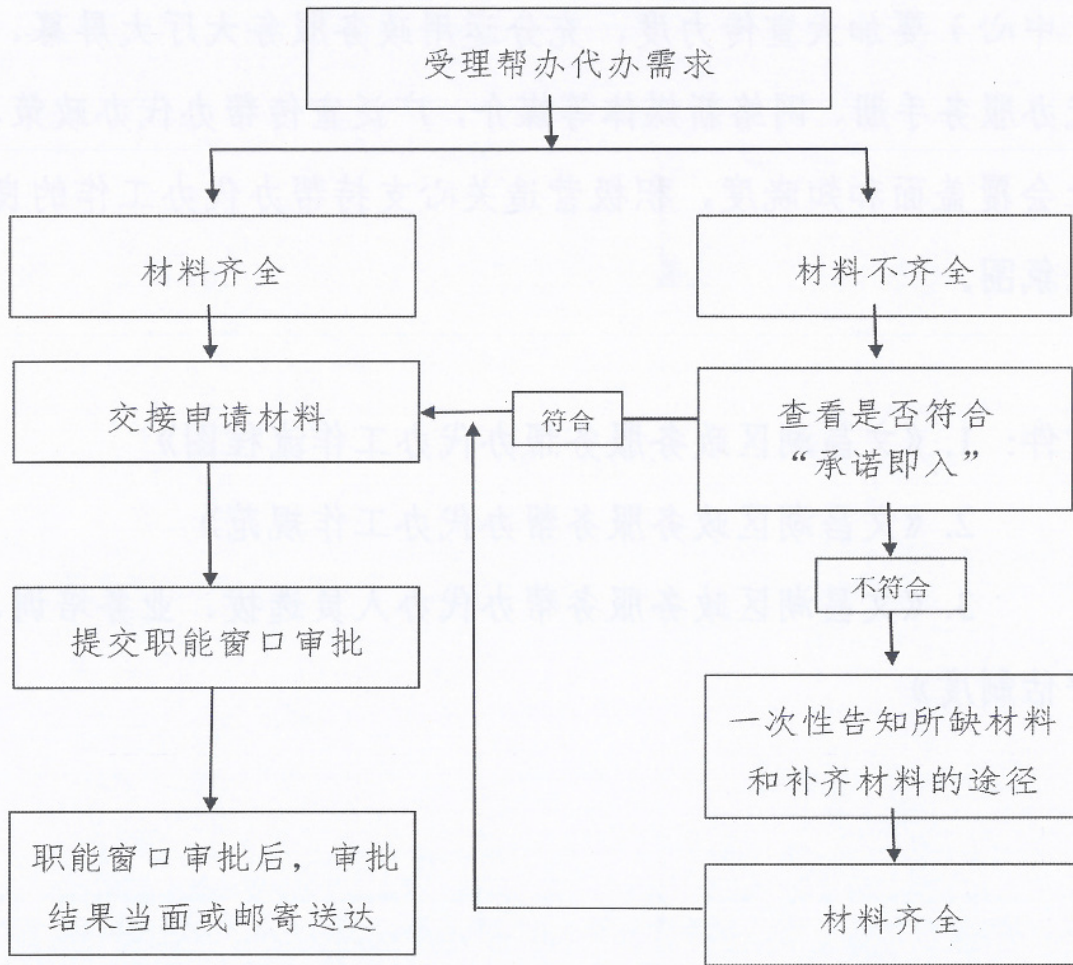 受理帮办代办需求
材料齐全
材料不齐全
交接申请材料
符合
查看是否符合
“承诺即入”
不符合
提交职能窗口审批
一次性告知所缺材料
和补齐材料的途径
职能窗口审批后，审批
结果当面或邮寄送达
材料齐全